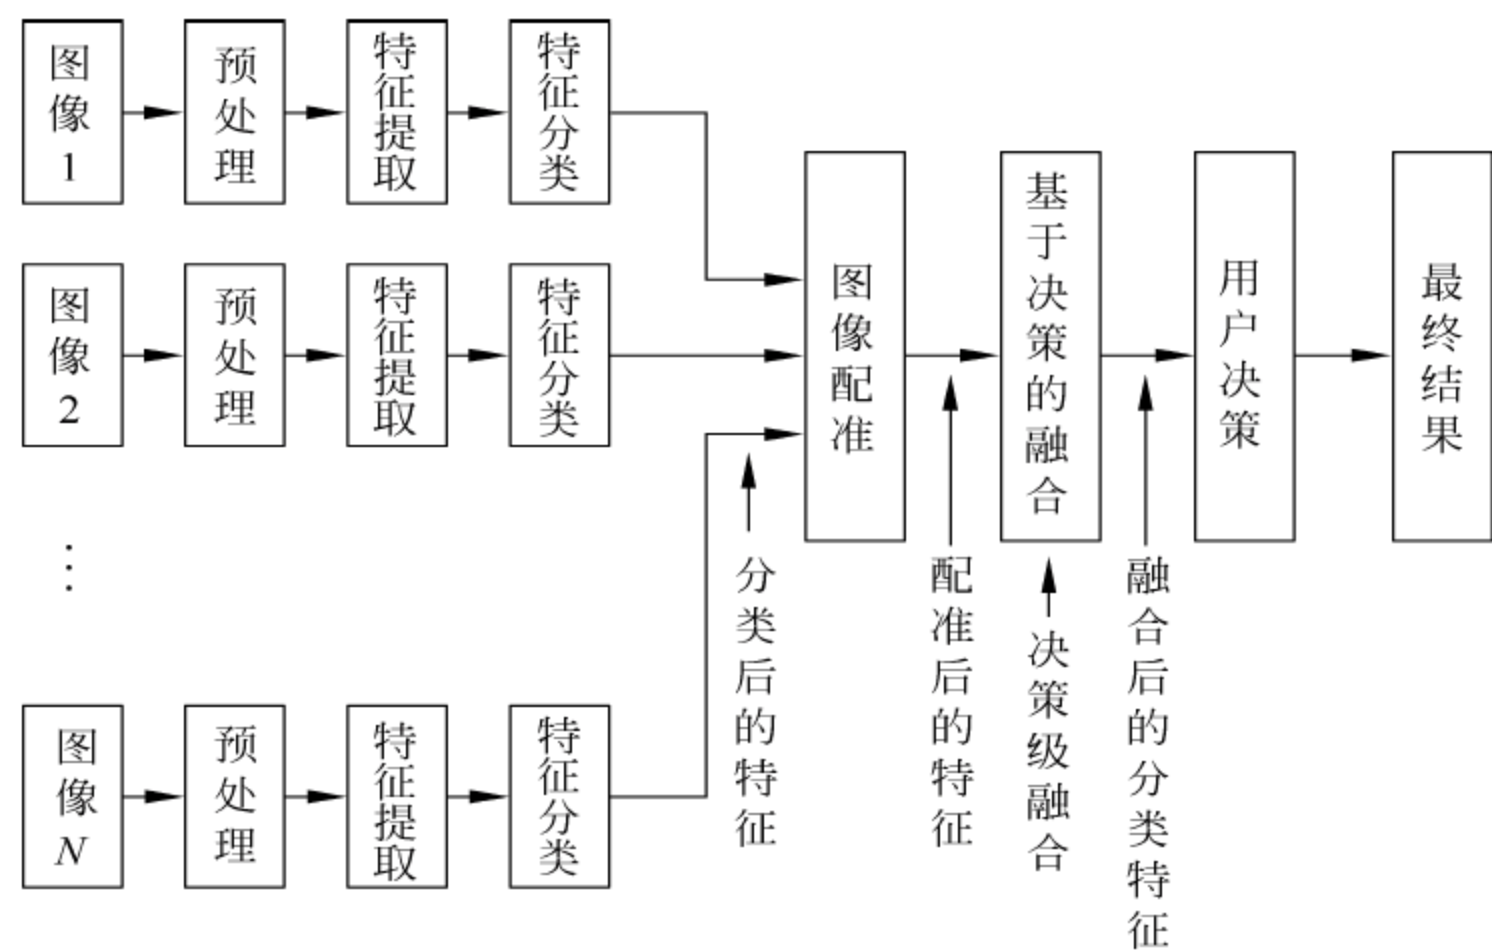 图像1
预处理
特征提取
特征分类
图像2
预处理
特征提取
特征分类
⋮
图像N
预处理
特征提取
特征分类
分类后的特征
图像配准
配准后的特征
基于决策的融合
决策级融合
融合后的分类特征
用户决策
最终结果